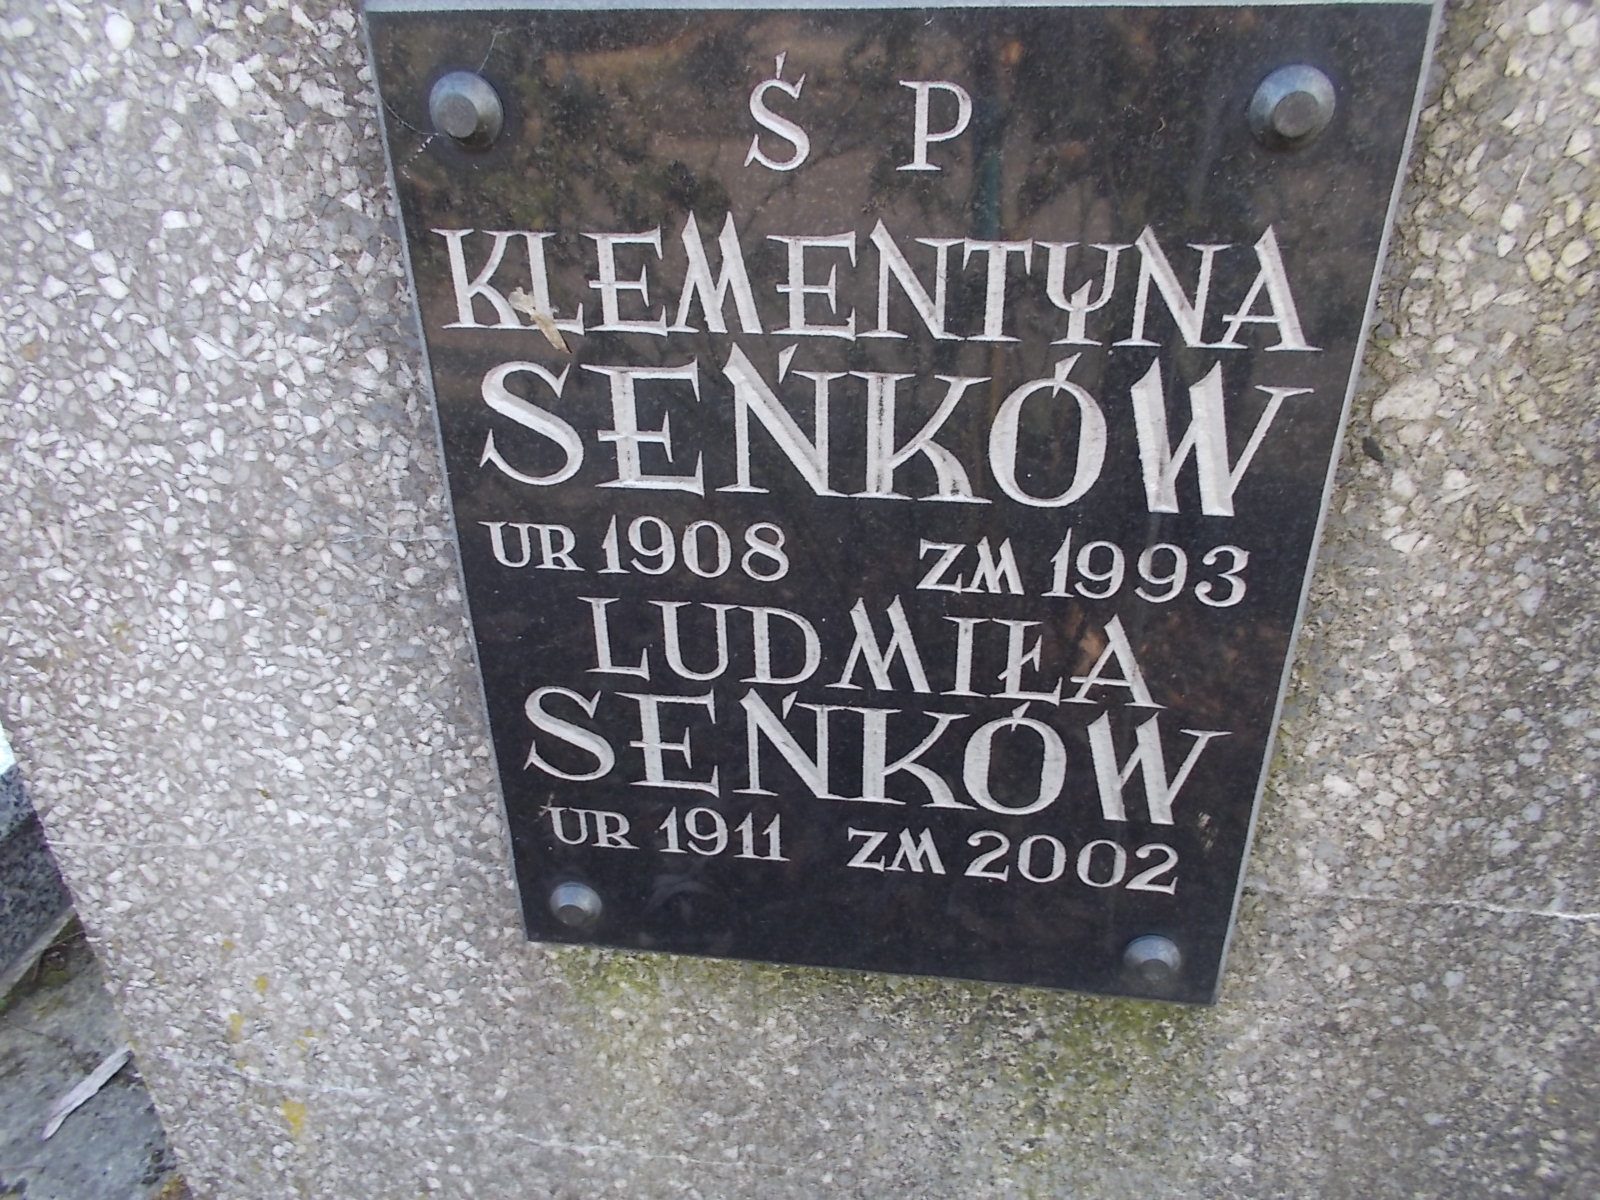 Ś P
KLEMENTYNA
SEŃKÓW
UR 1908 ZM 1993
LUDMIŁA
SEŃKÓW
UR 1911 ZM 2002